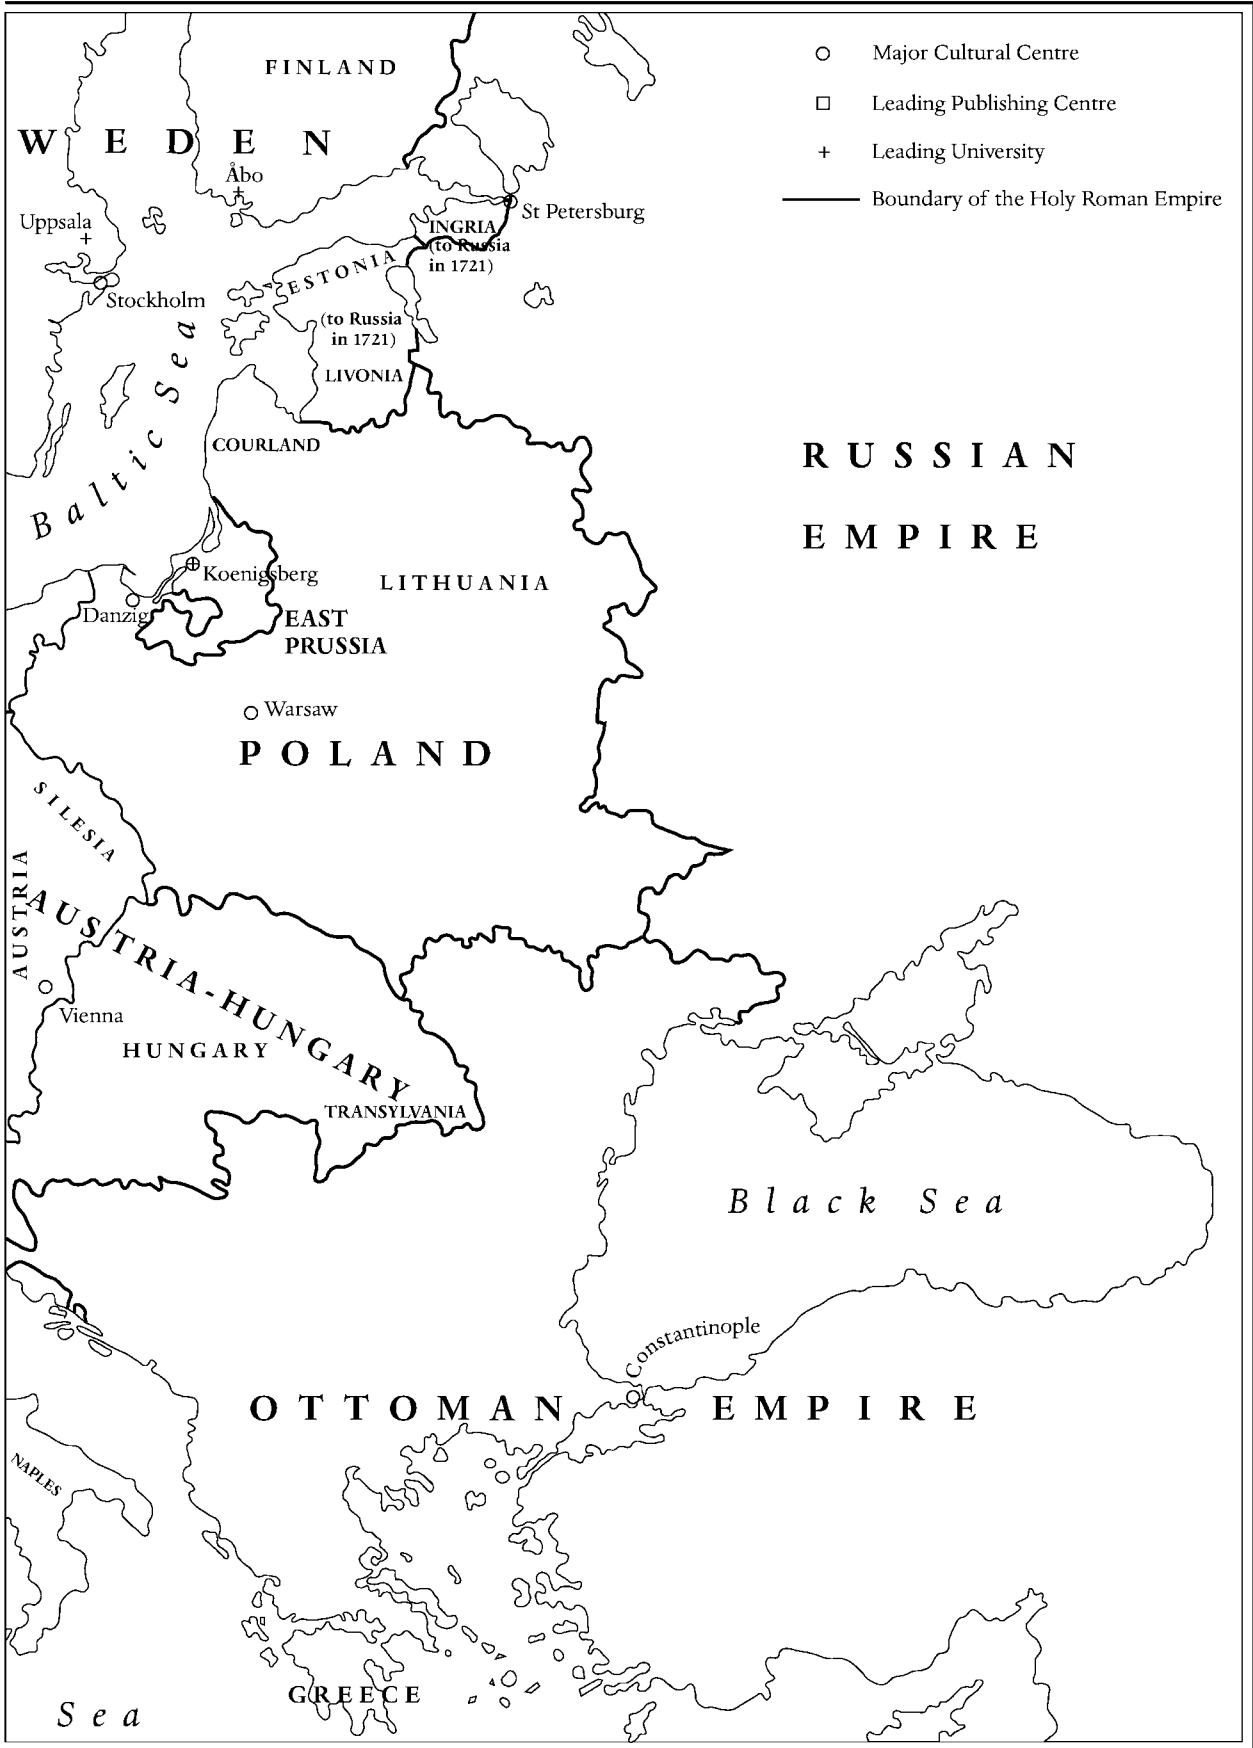 FINLAND
WEDEN
Åbo
Uppsala
St Petersburg
INGRIA
(to Russia
in 1721)
ESTONIA
Stockholm
(to Russia
in 1721)
LIVONIA
Baltic Sea
COURLAND
Koenigsberg
LITHUANIA
Danzig
EAST
PRUSSIA
Warsaw
POLAND
SILESIA
AUSTRIA
AUSTRIA-HUNGARY
Vienna
HUNGARY
TRANSYLVANIA
Major Cultural Centre
Leading Publishing Centre
Leading University
Boundary of the Holy Roman Empire
RUSSIAN
EMPIRE
Black Sea
Constantinople
OTTOMAN EMPIRE
NAPLES
GREECE
Sea